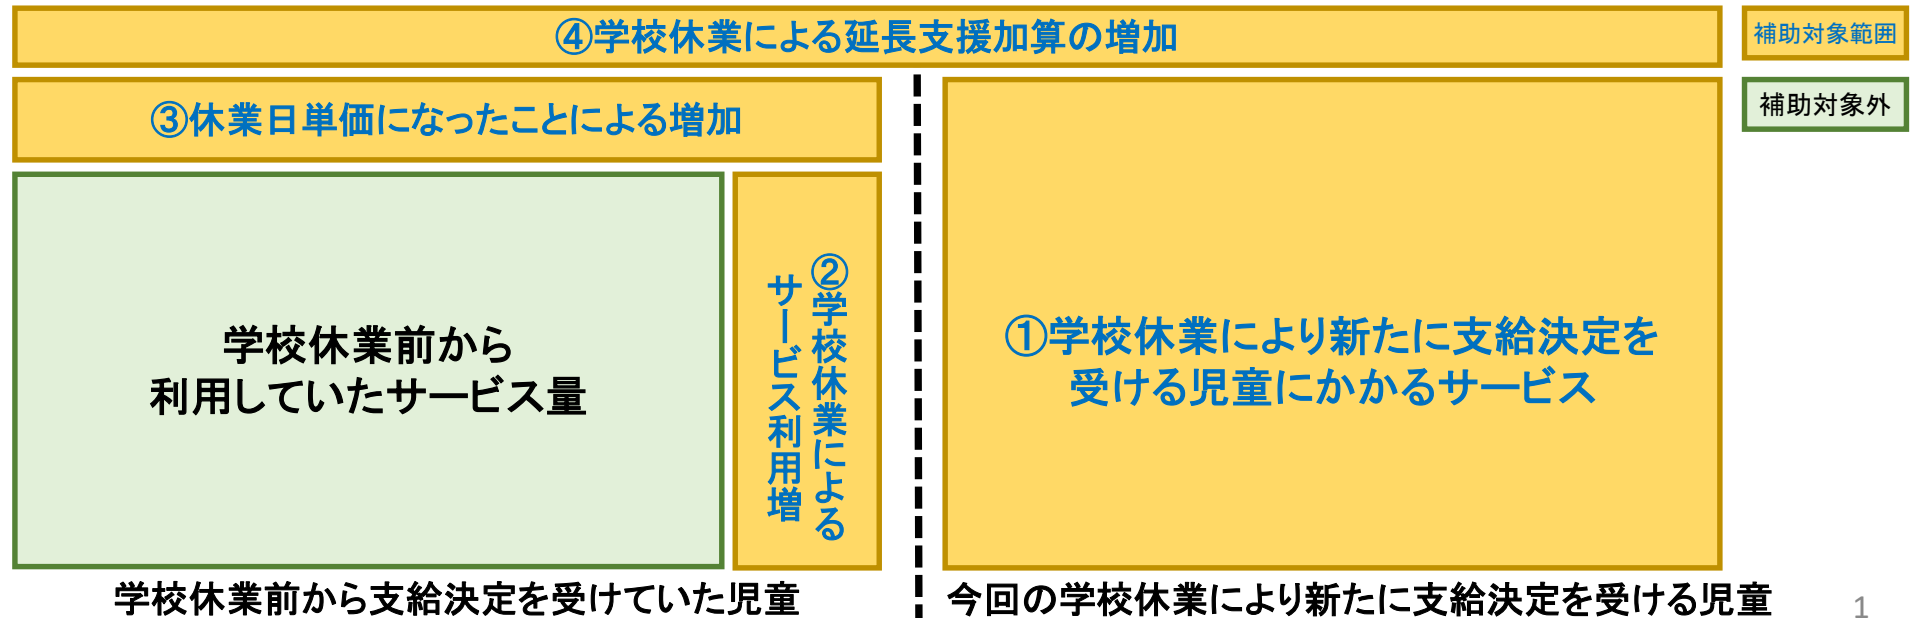 ④学校休業による延長支援加算の増加
補助対象範囲
③休業日単価になったことによる増加
補助対象外
学校休業前から
利用していたサービス量
②学校休業による
サービス利用増
①学校休業により新たに支給決定を
受ける児童にかかるサービス
学校休業前から支給決定を受けていた児童
今回の学校休業により新たに支給決定を受ける児童
1